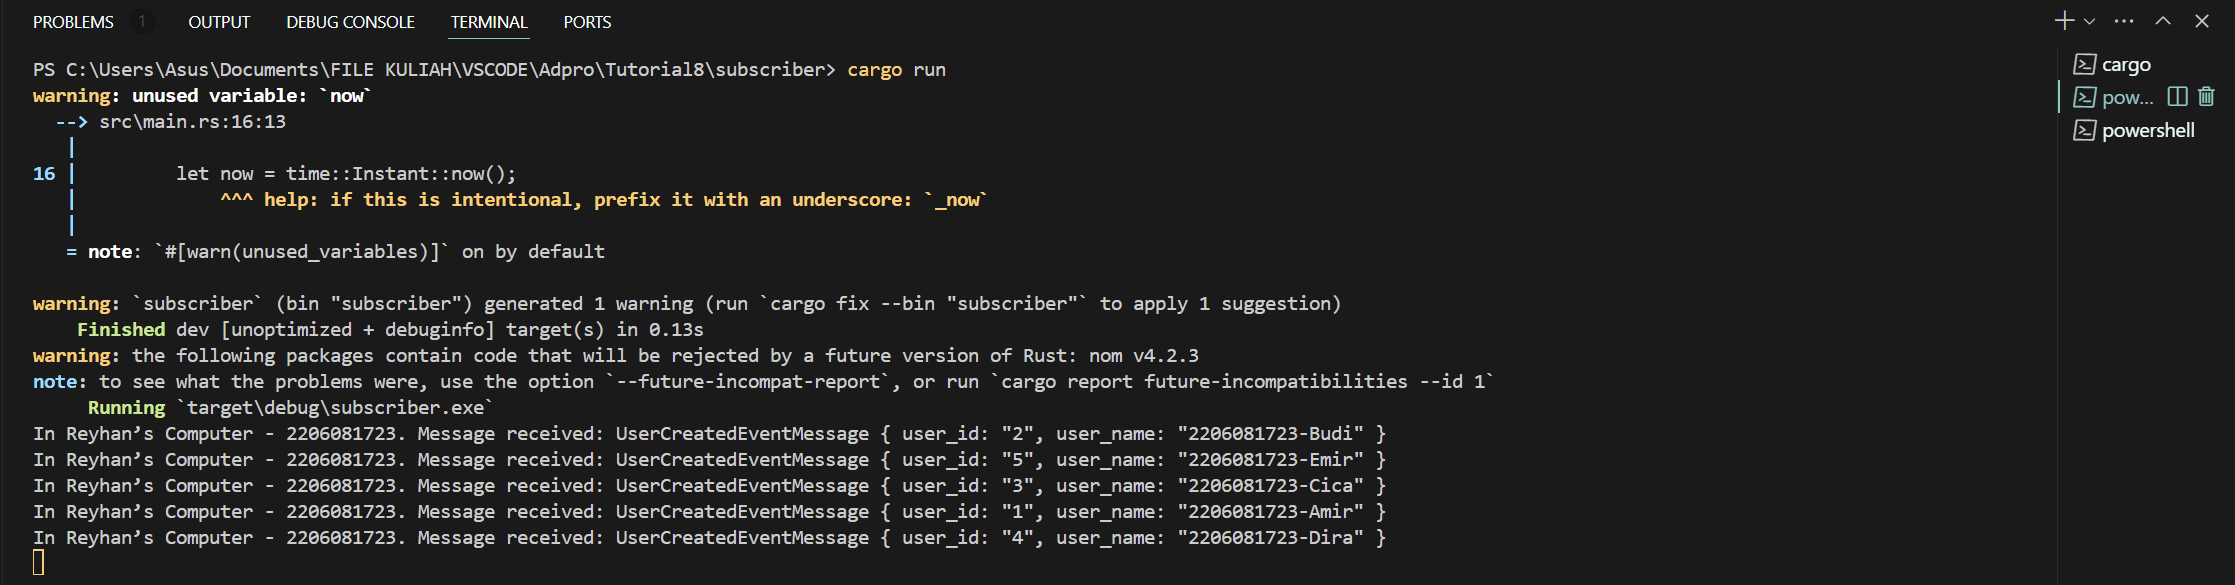 PROBLEMS 1 OUTPUT DEBUG CONSOLE TERMINAL PORTS
PS C:\Users\Asus\Documents\FILE KULIAH\VSCODE\Adpro\Tutorial8\subscriber> cargo run
warning: unused variable: `now`
--> src\main.rs:16:13
|
16 | let now = time::Instant::now();
| ^^^ help: if this is intentional, prefix it with an underscore: `_now`
|
= note: `#[warn(unused_variables)]` on by default
warning: `subscriber` (bin "subscriber") generated 1 warning (run `cargo fix --bin "subscriber"` to apply 1 suggestion)
Finished dev [unoptimized + debuginfo] target(s) in 0.13s
warning: the following packages contain code that will be rejected by a future version of Rust: nom v4.2.3
note: to see what the problems were, use the option `--future-incompat-report`, or run `cargo report future-incompatibilities --id 1`
Running `target\debug\subscriber.exe`
In Reyhan’s Computer - 2206081723. Message received: UserCreatedEventMessage { user_id: "2", user_name: "2206081723-Budi" }
In Reyhan’s Computer - 2206081723. Message received: UserCreatedEventMessage { user_id: "5", user_name: "2206081723-Emir" }
In Reyhan’s Computer - 2206081723. Message received: UserCreatedEventMessage { user_id: "3", user_name: "2206081723-Cica" }
In Reyhan’s Computer - 2206081723. Message received: UserCreatedEventMessage { user_id: "1", user_name: "2206081723-Amir" }
In Reyhan’s Computer - 2206081723. Message received: UserCreatedEventMessage { user_id: "4", user_name: "2206081723-Dira" }
cargo
pow...
powershell